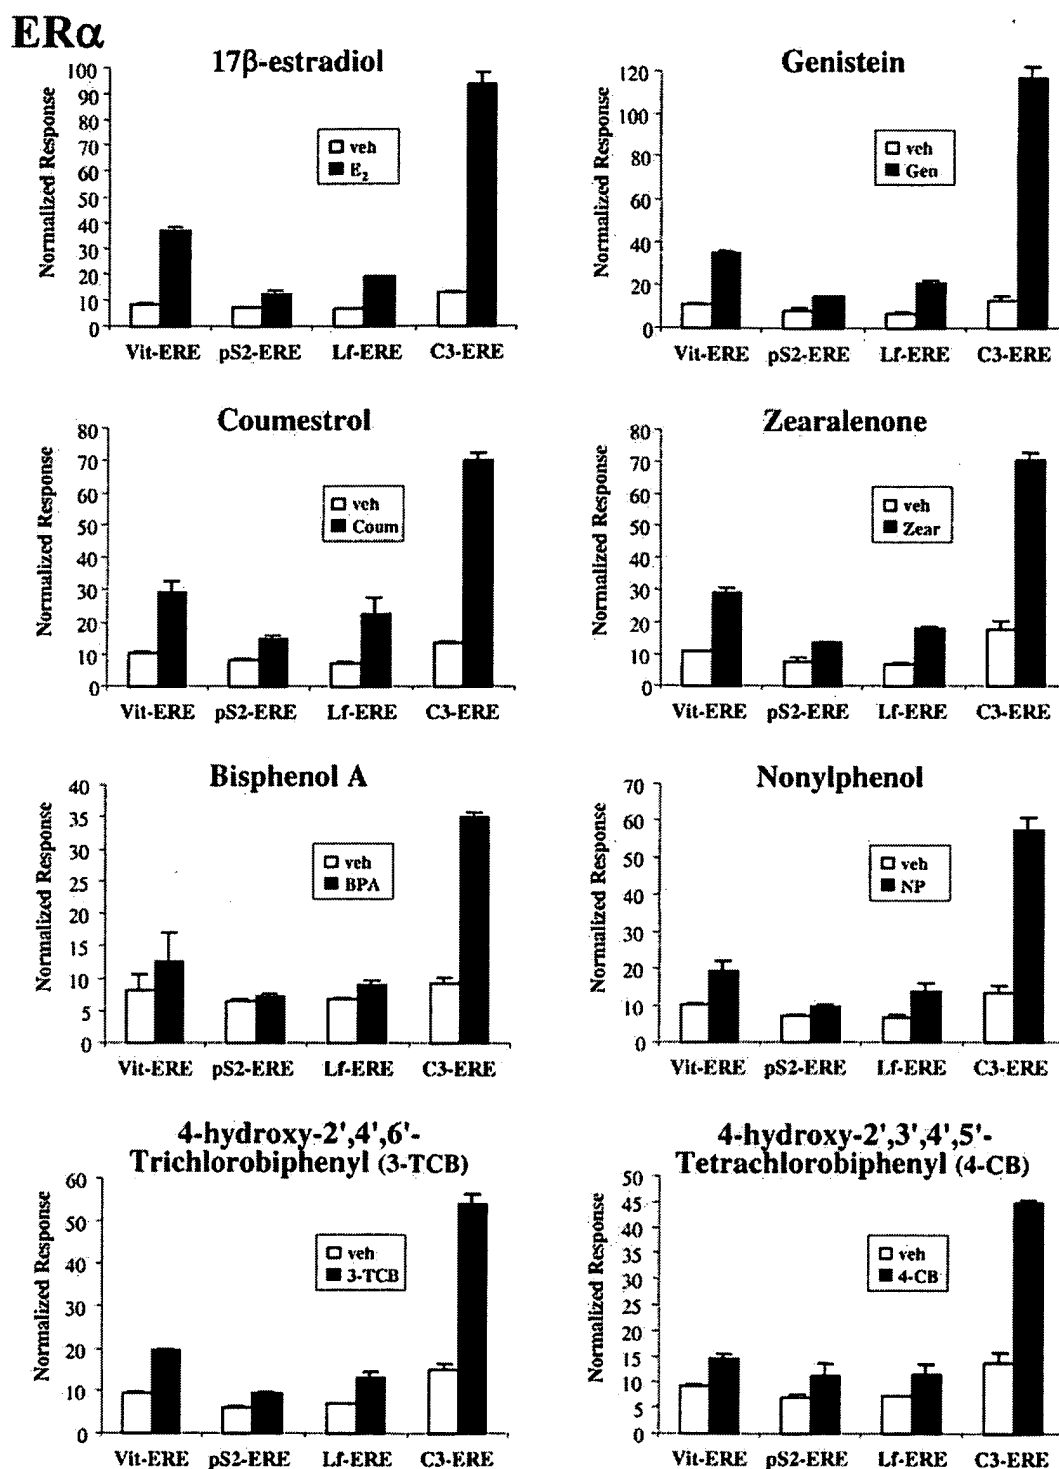 ERα
17β-estradiol
Normalized Response
100
90
80
70
60
50
40
30
20
10
0
veh
E2
Vit-ERE pS2-ERE Lf-ERE C3-ERE
Genistein
Normalized Response
120
100
80
60
40
20
0
veh
Gen
Vit-ERE pS2-ERE Lf-ERE C3-ERE
Coumestrol
Normalized Response
80
70
60
50
40
30
20
10
0
veh
Coum
Vit-ERE pS2-ERE Lf-ERE C3-ERE
Zearalenone
Normalized Response
80
70
60
50
40
30
20
10
0
veh
Zear
Vit-ERE pS2-ERE Lf-ERE C3-ERE
Bisphenol A
Normalized Response
40
35
30
25
20
15
10
5
0
veh
BPA
Vit-ERE pS2-ERE Lf-ERE C3-ERE
Nonylphenol
Normalized Response
70
60
50
40
30
20
10
0
veh
NP
Vit-ERE pS2-ERE Lf-ERE C3-ERE
4-hydroxy-2',4',6'-
Trichlorobiphenyl (3-TCB)
Normalized Response
60
50
40
30
20
10
0
veh
3-TCB
Vit-ERE pS2-ERE Lf-ERE C3-ERE
4-hydroxy-2',3',4',5'-
Tetrachlorobiphenyl (4-CB)
Normalized Response
50
45
40
35
30
25
20
15
10
5
0
veh
4-CB
Vit-ERE pS2-ERE Lf-ERE C3-ERE